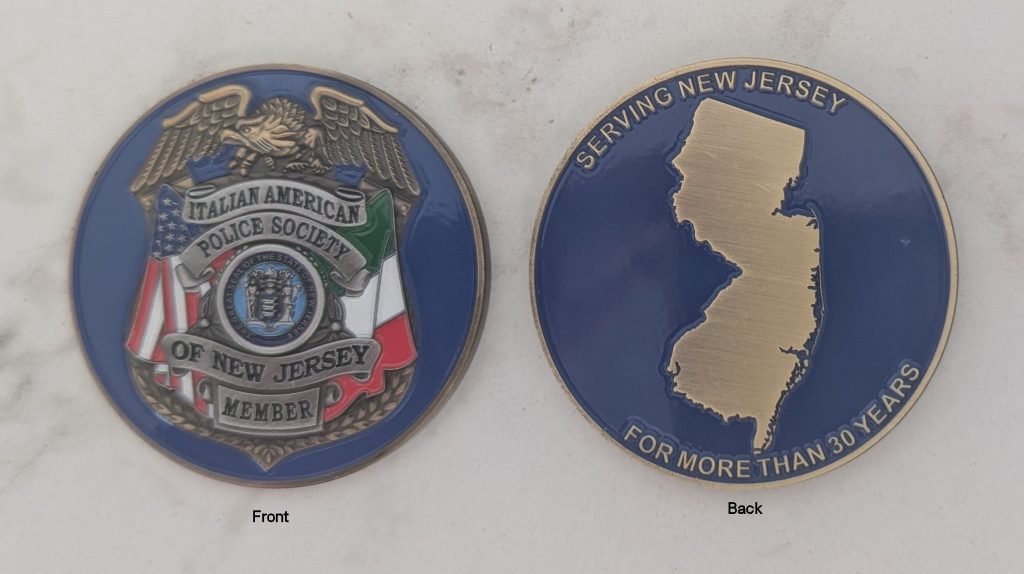 ITALIAN AMERICAN
POLICE SOCIETY
OF NEW JERSEY
MEMBER
Front
SERVING NEW JERSEY
FOR MORE THAN 30 YEARS
Back